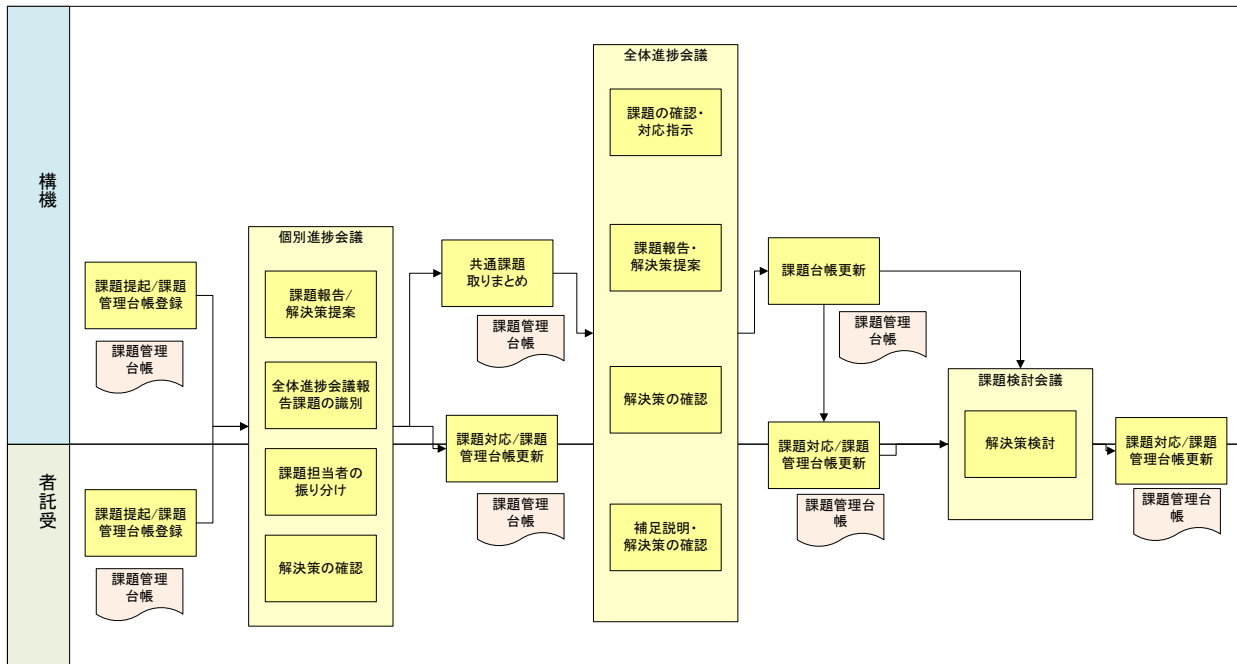 機構
受託者
課題提起/課題
管理台帳登録
課題管理
台帳
課題提起/課題
管理台帳登録
課題管理
台帳
個別進捗会議
課題報告/
解決策提案
全体進捗会議報
告課題の識別
課題担当者の
振り分け
解決策の確認
共通課題
取りまとめ
課題管理
台帳
課題対応/課題
管理台帳更新
課題管理
台帳
全体進捗会議
課題の確認・
対応指示
課題報告・
解決策提案
解決策の確認
補足説明・
解決策の確認
課題台帳更新
課題管理
台帳
課題対応/課題
管理台帳更新
課題管理台
帳
課題検討会議
解決策検討
課題対応/課題
管理台帳更新
課題管理台
帳